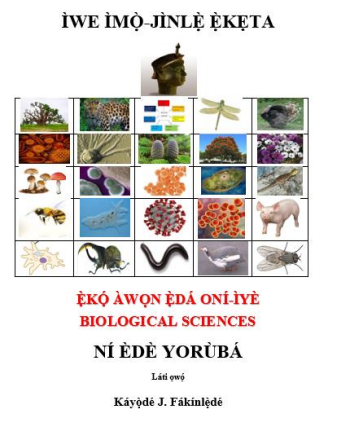 ÌWE ÌMỌ̀-JÌNLẸ̀ Ẹ̀KẸTA
Ẹ̀KỌ́ ÀWỌN Ẹ̀DÁ ONÍ-ÌYÈ
BIOLOGICAL SCIENCES
NÍ ÈDÈ YORÙBÁ
Láti ọwọ́
Káyọ̀dé J. Fákínlẹ̀dé